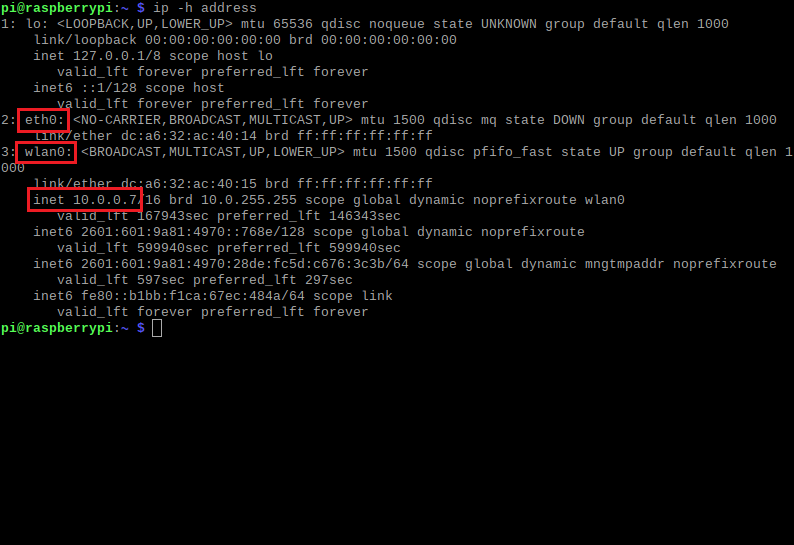 pi@raspberrypi:~ $ ip -h address
1: lo: <LOOPBACK,UP,LOWER_UP> mtu 65536 qdisc noqueue state UNKNOWN group default qlen 1000
    link/loopback 00:00:00:00:00:00 brd 00:00:00:00:00:00
    inet 127.0.0.1/8 scope host lo
       valid_lft forever preferred_lft forever
    inet6 ::1/128 scope host
       valid_lft forever preferred_lft forever
2: eth0: <NO-CARRIER,BROADCAST,MULTICAST,UP> mtu 1500 qdisc mq state DOWN group default qlen 1000
    link/ether dc:a6:32:ac:40:14 brd ff:ff:ff:ff:ff:ff
3: wlan0: <BROADCAST,MULTICAST,UP,LOWER_UP> mtu 1500 qdisc pfifo_fast state UP group default qlen 1
000
    link/ether dc:a6:32:ac:40:15 brd ff:ff:ff:ff:ff:ff
    inet 10.0.0.7/16 brd 10.0.255.255 scope global dynamic noprefixroute wlan0
       valid_lft 167943sec preferred_lft 146343sec
    inet6 2601:601:9a81:4970::768e/128 scope global dynamic noprefixroute
       valid_lft 599940sec preferred_lft 599940sec
    inet6 2601:601:9a81:4970:28de:fc5d:c676:3c3b/64 scope global dynamic mngtmpaddr noprefixroute
       valid_lft 597sec preferred_lft 297sec
    inet6 fe80::b1bb:f1ca:67ec:484a/64 scope link
       valid_lft forever preferred_lft forever
pi@raspberrypi:~ $